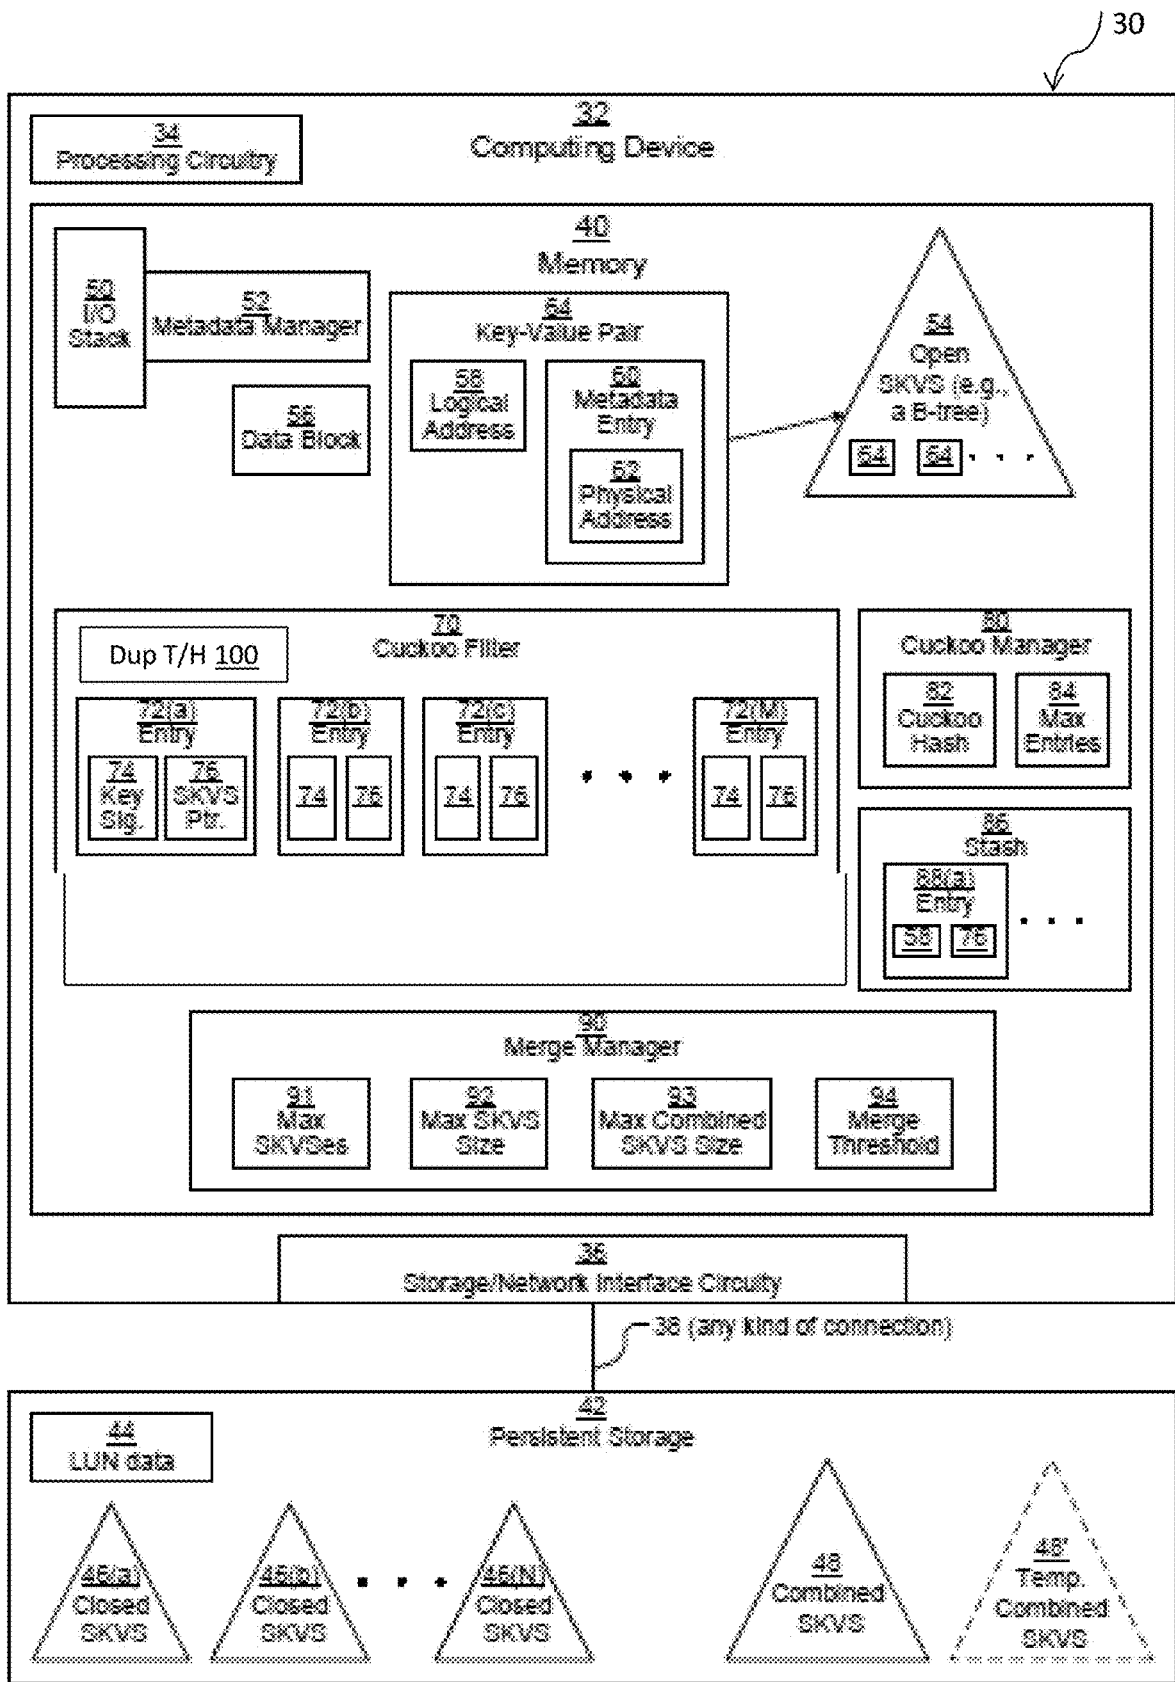 30
32
Computing Device
34
Processing Circuitry
40
Memory
50
I/O
Stack
52
Metadata Manager
56
Data Block
64
Key-Value Pair
58
Logical
Address
60
Metadata
Entry
62
Physical
Address
54
Open
SKVS (e.g.,
a B-tree)
64
64
. . .
70
Cuckoo Filter
Dup T/H 100
72(a)
Entry
74
Key
Sig.
76
SKVS
Ptr.
72(b)
Entry
74
76
72(c)
Entry
74
76
. . .
72(M)
Entry
74
76
80
Cuckoo Manager
82
Cuckoo
Hash
84
Max
Entries
86
Stash
88(a)
Entry
58
76
. . .
90
Merge Manager
91
Max
SKVSes
92
Max SKVS
Size
93
Max Combined
SKVS Size
94
Merge
Threshold
36
Storage/Network Interface Circuity
38 (any kind of connection)
42
Persistent Storage
44
LUN data
46(a)
Closed
SKVS
46(b)
Closed
SKVS
. . .
46(N)
Closed
SKVS
48
Combined
SKVS
48'
Temp.
Combined
SKVS